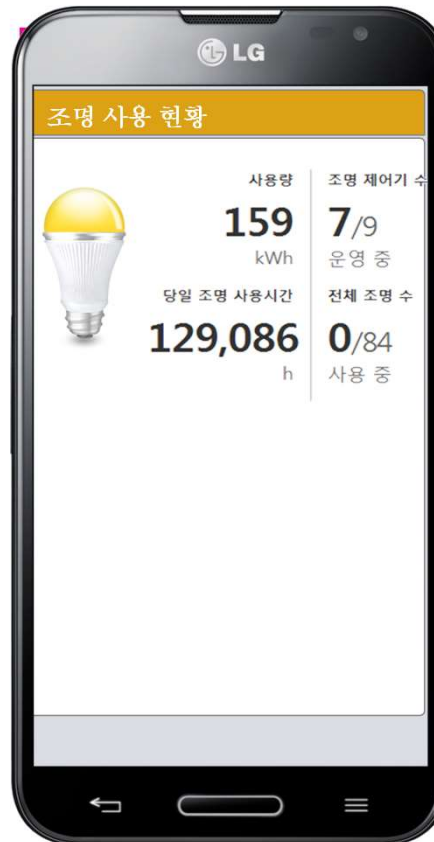 LG
조명 사용 현황
사용량
159
kWh
조명 제어기 수
7/9
운영 중
당일 조명 사용시간
129,086
h
전체 조명 수
0/84
사용 중